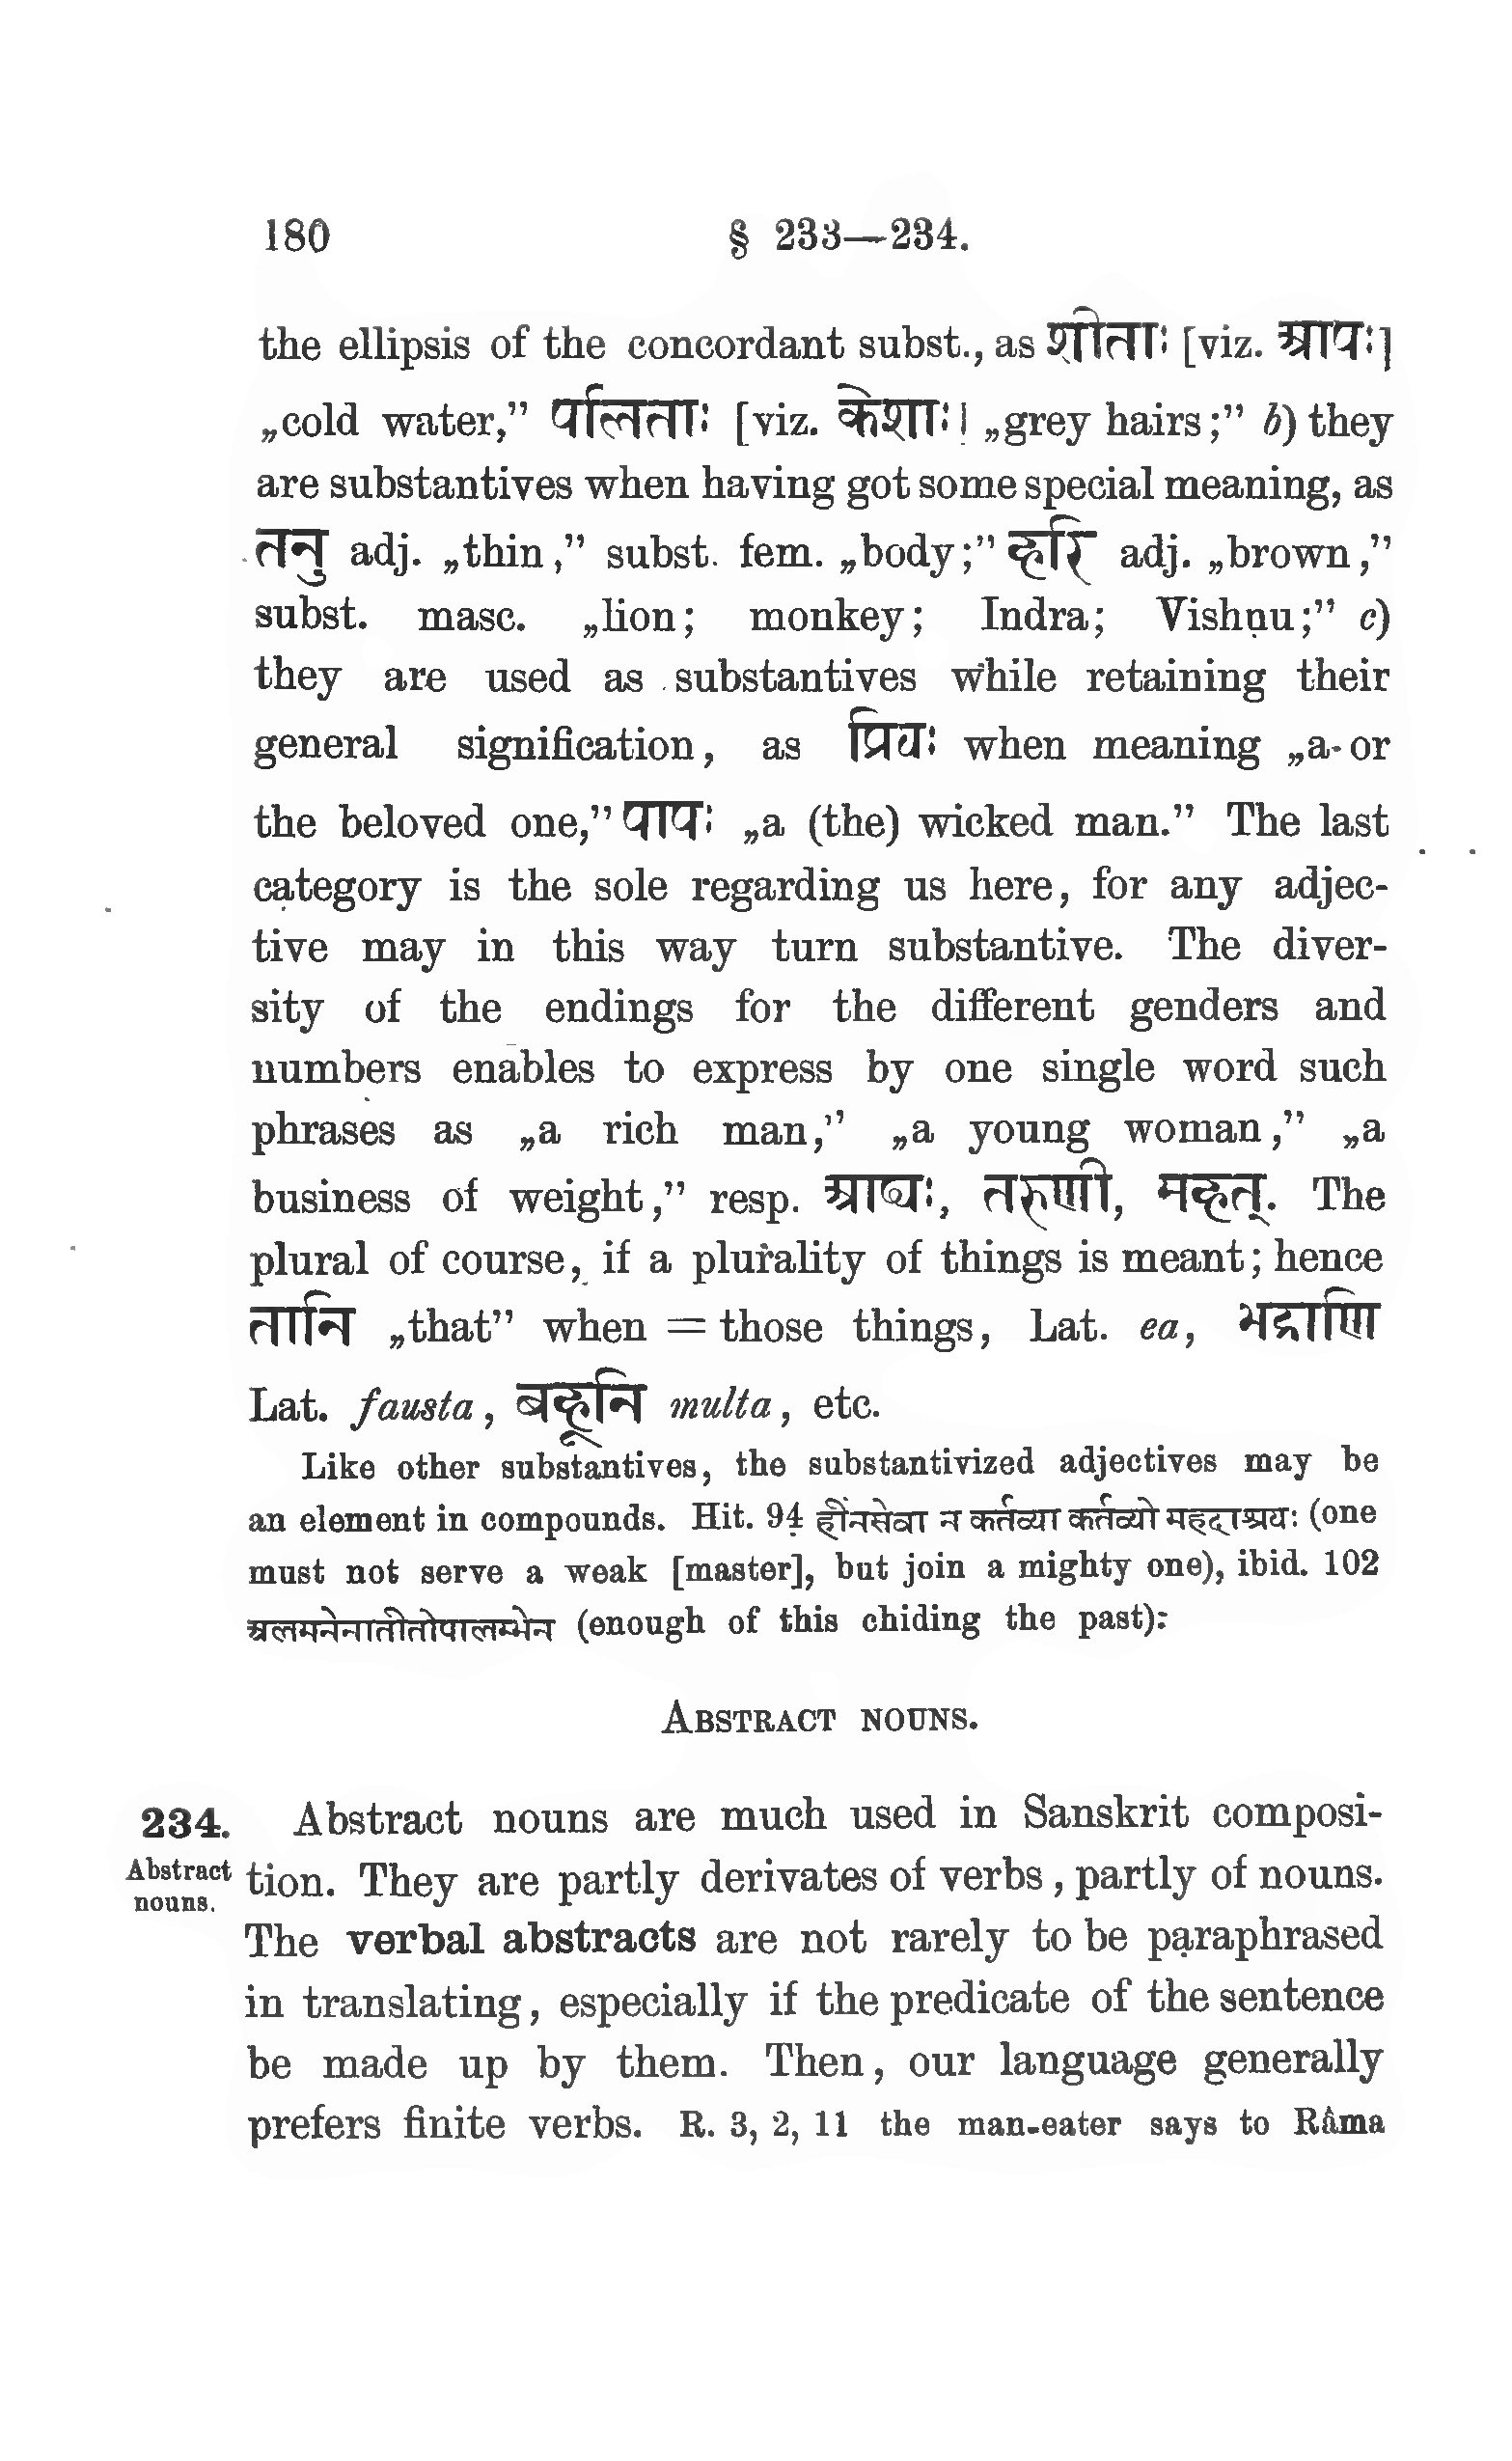 180 § 233—234.
the ellipsis of the concordant subst., as शीताः [viz. आपः]
„cold water,” पलिताः [viz. केशाः] „grey hairs;” b) they
are substantives when having got some special meaning, as
तनु adj. „thin,” subst. fem. „body;” हरि adj. „brown,”
subst. masc. „lion; monkey; Indra; Vishṇu;” c)
they are used as substantives while retaining their
general signification, as प्रियः when meaning „a- or
the beloved one,” पापः „a (the) wicked man.” The last
category is the sole regarding us here, for any adjec-
tive may in this way turn substantive. The diver-
sity of the endings for the different genders and
numbers enables to express by one single word such
phrases as „a rich man,” „a young woman,” „a
business of weight,” resp. आढ्यः, तरुणी, महत्. The
plural of course, if a plurality of things is meant; hence
तानि „that” when = those things, Lat. ea, भद्राणि
Lat. fausta, बहूनि multa, etc.
Like other substantives, the substantivized adjectives may be
an element in compounds. Hit. 94 हीनसेवा न कर्तव्या कर्तव्यो महदाश्रयः (one
must not serve a weak [master], but join a mighty one), ibid. 102
अलमनेनातीतोपालम्भेन (enough of this chiding the past):
ABSTRACT NOUNS.
234. Abstract nouns are much used in Sanskrit composi-
Abstract nouns. tion. They are partly derivates of verbs, partly of nouns.
The verbal abstracts are not rarely to be paraphrased
in translating, especially if the predicate of the sentence
be made up by them. Then, our language generally
prefers finite verbs. R. 3, 2, 11 the man-eater says to Râma